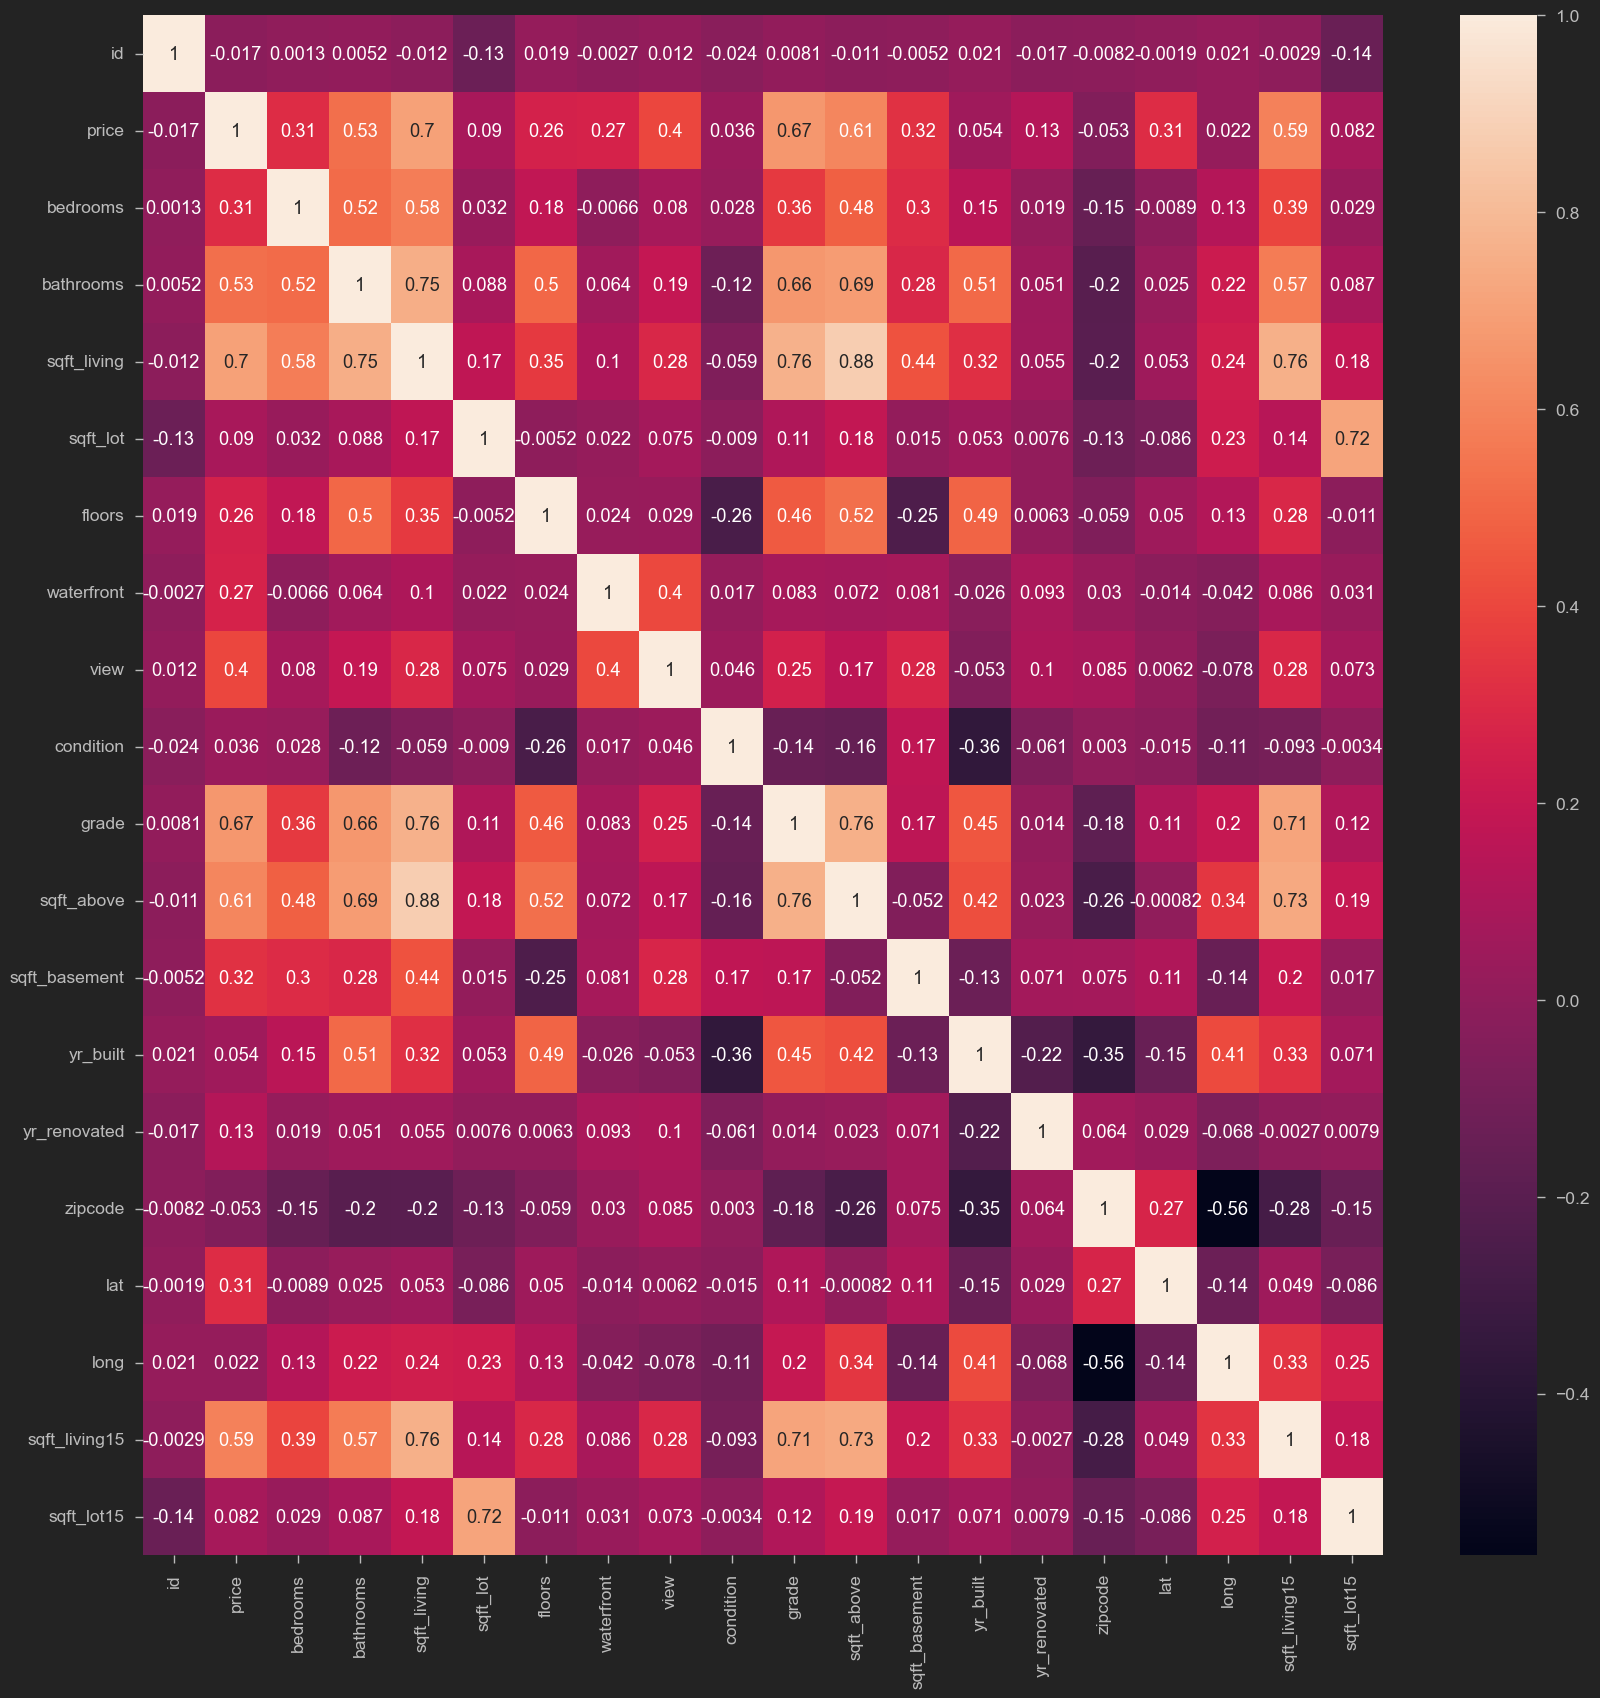 id 1 -0.017 0.0013 0.0052 -0.012 -0.13 0.019 -0.0027 0.012 -0.024 0.0081 -0.011 -0.0052 0.021 -0.017 -0.0082 -0.0019 0.021 -0.0029 -0.14
price -0.017 1 0.31 0.53 0.7 0.09 0.26 0.27 0.4 0.036 0.67 0.61 0.32 0.054 0.13 -0.053 0.31 0.022 0.59 0.082
bedrooms 0.0013 0.31 1 0.52 0.58 0.032 0.18 -0.0066 0.08 0.028 0.36 0.48 0.3 0.15 0.019 -0.15 -0.0089 0.13 0.39 0.029
bathrooms 0.0052 0.53 0.52 1 0.75 0.088 0.5 0.064 0.19 -0.12 0.66 0.69 0.28 0.51 0.051 -0.2 0.025 0.22 0.57 0.087
sqft_living -0.012 0.7 0.58 0.75 1 0.17 0.35 0.1 0.28 -0.059 0.76 0.88 0.44 0.32 0.055 -0.2 0.053 0.24 0.76 0.18
sqft_lot -0.13 0.09 0.032 0.088 0.17 1 -0.0052 0.022 0.075 -0.009 0.11 0.18 0.015 0.053 0.0076 -0.13 -0.086 0.23 0.14 0.72
floors 0.019 0.26 0.18 0.5 0.35 -0.0052 1 0.024 0.029 -0.26 0.46 0.52 -0.25 0.49 0.0063 -0.059 0.05 0.13 0.28 -0.011
waterfront -0.0027 0.27 -0.0066 0.064 0.1 0.022 0.024 1 0.4 0.017 0.083 0.072 0.081 -0.026 0.093 0.03 -0.014 -0.042 0.086 0.031
view 0.012 0.4 0.08 0.19 0.28 0.075 0.029 0.4 1 0.046 0.25 0.17 0.28 -0.053 0.1 0.085 0.0062 -0.078 0.28 0.073
condition -0.024 0.036 0.028 -0.12 -0.059 -0.009 -0.26 0.017 0.046 1 -0.14 -0.16 0.17 -0.36 -0.061 0.003 -0.015 -0.11 -0.093 -0.0034
grade 0.0081 0.67 0.36 0.66 0.76 0.11 0.46 0.083 0.25 -0.14 1 0.76 0.17 0.45 0.014 -0.18 0.11 0.2 0.71 0.12
sqft_above -0.011 0.61 0.48 0.69 0.88 0.18 0.52 0.072 0.17 -0.16 0.76 1 -0.052 0.42 0.023 -0.26 -0.00082 0.34 0.73 0.19
sqft_basement -0.0052 0.32 0.3 0.28 0.44 0.015 -0.25 0.081 0.28 0.17 0.17 -0.052 1 -0.13 0.071 0.075 0.11 -0.14 0.2 0.017
yr_built 0.021 0.054 0.15 0.51 0.32 0.053 0.49 -0.026 -0.053 -0.36 0.45 0.42 -0.13 1 -0.22 -0.35 -0.15 0.41 0.33 0.071
yr_renovated -0.017 0.13 0.019 0.051 0.055 0.0076 0.0063 0.093 0.1 -0.061 0.014 0.023 0.071 -0.22 1 0.064 0.029 -0.068 -0.0027 0.0079
zipcode -0.0082 -0.053 -0.15 -0.2 -0.2 -0.13 -0.059 0.03 0.085 0.003 -0.18 -0.26 0.075 -0.35 0.064 1 0.27 -0.56 -0.28 -0.15
lat -0.0019 0.31 -0.0089 0.025 0.053 -0.086 0.05 -0.014 0.0062 -0.015 0.11 -0.00082 0.11 -0.15 0.029 0.27 1 -0.14 0.049 -0.086
long 0.021 0.022 0.13 0.22 0.24 0.23 0.13 -0.042 -0.078 -0.11 0.2 0.34 -0.14 0.41 -0.068 -0.56 -0.14 1 0.33 0.25
sqft_living15 -0.0029 0.59 0.39 0.57 0.76 0.14 0.28 0.086 0.28 -0.093 0.71 0.73 0.2 0.33 -0.0027 -0.28 0.049 0.33 1 0.18
sqft_lot15 -0.14 0.082 0.029 0.087 0.18 0.72 -0.011 0.031 0.073 -0.0034 0.12 0.19 0.017 0.071 0.0079 -0.15 -0.086 0.25 0.18 1
id price bedrooms bathrooms sqft_living sqft_lot floors waterfront view condition grade sqft_above sqft_basement yr_built yr_renovated zipcode lat long sqft_living15 sqft_lot15
1.0
0.8
0.6
0.4
0.2
0.0
−0.2
−0.4